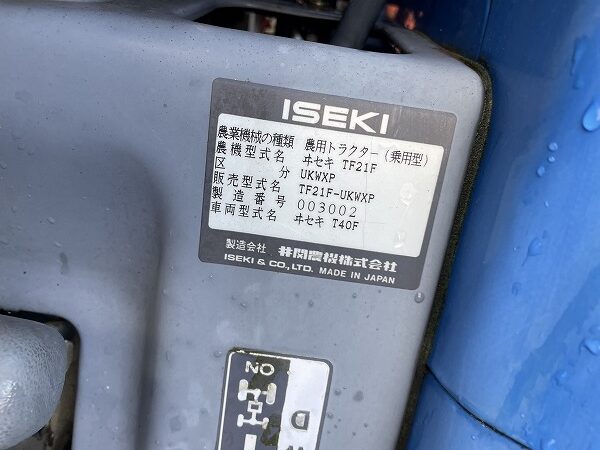 ISEKI
農業機械の種類 農用トラクター(乗用型)
農機型式名 ヰセキ TF21F
区分 UKWXP
販売型式名 TF21F-UKWXP
製造番号 003002
車両型式名 ヰセキ T40F
製造会社 井関農機株式会社
ISEKI & CO., LTD. MADE IN JAPAN
NO
D